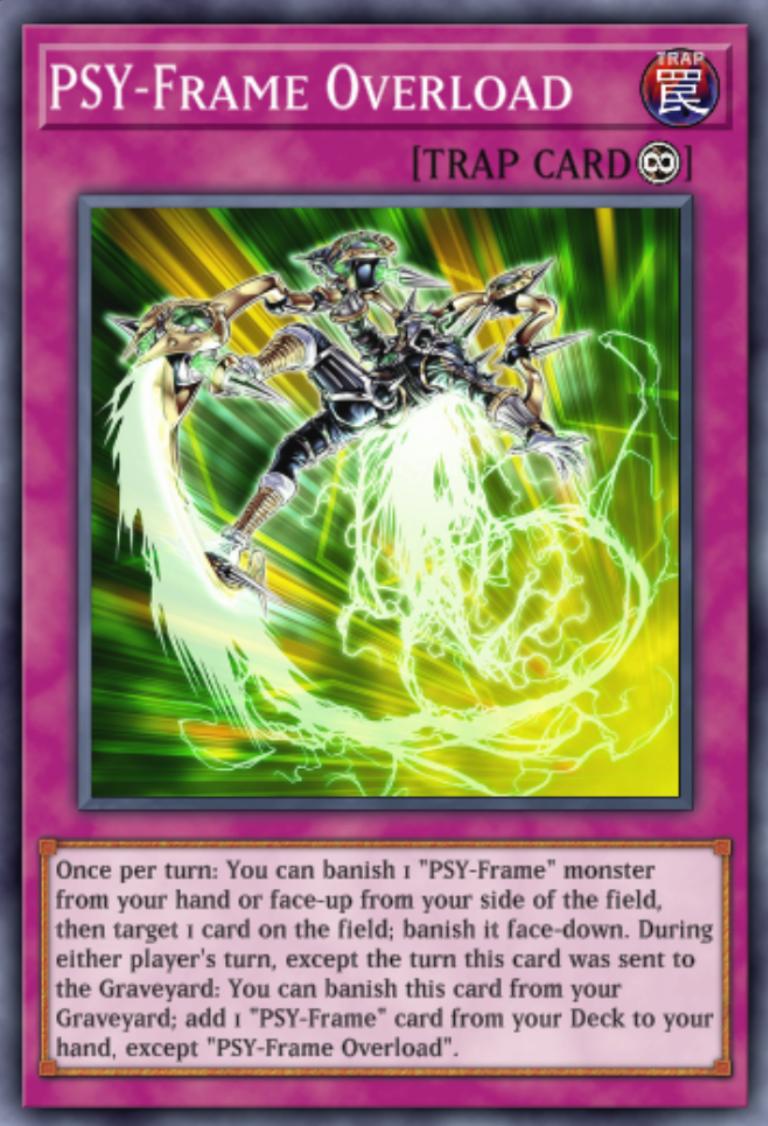 PSY-FRAME OVERLOAD
TRAP
罠
[TRAP CARD∞]
Once per turn: You can banish 1 "PSY-Frame" monster
from your hand or face-up from your side of the field,
then target 1 card on the field; banish it face-down. During
either player's turn, except the turn this card was sent to
the Graveyard: You can banish this card from your
Graveyard; add 1 "PSY-Frame" card from your Deck to your
hand, except "PSY-Frame Overload".